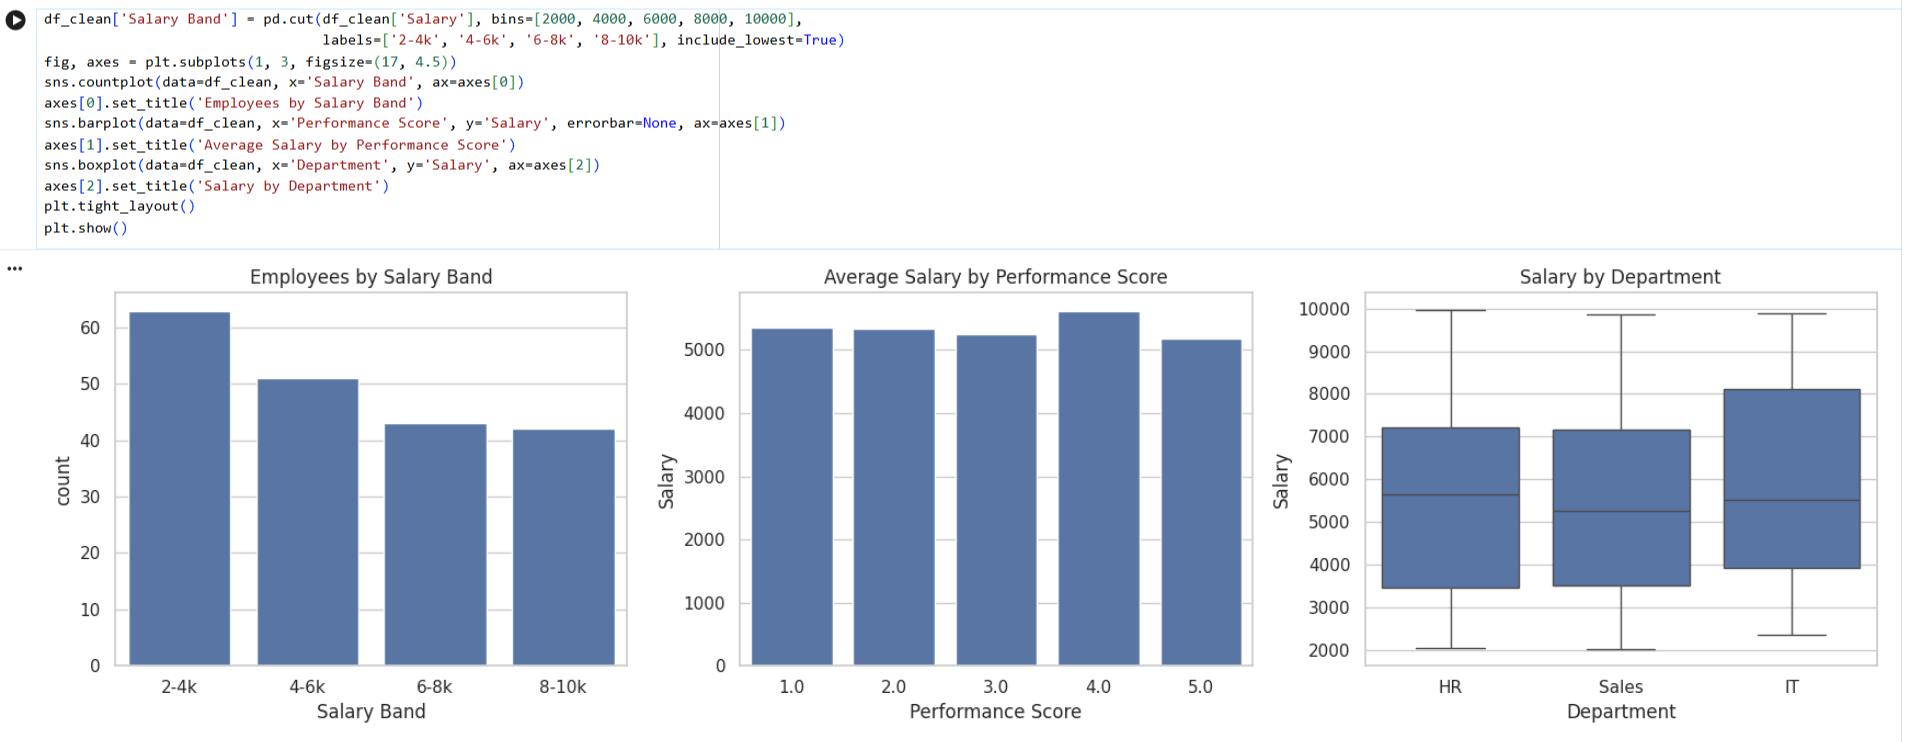 df_clean['Salary Band'] = pd.cut(df_clean['Salary'], bins=[2000, 4000, 6000, 8000, 10000],
labels=['2-4k', '4-6k', '6-8k', '8-10k'], include_lowest=True)
fig, axes = plt.subplots(1, 3, figsize=(17, 4.5))
sns.countplot(data=df_clean, x='Salary Band', ax=axes[0])
axes[0].set_title('Employees by Salary Band')
sns.barplot(data=df_clean, x='Performance Score', y='Salary', errorbar=None, ax=axes[1])
axes[1].set_title('Average Salary by Performance Score')
sns.boxplot(data=df_clean, x='Department', y='Salary', ax=axes[2])
axes[2].set_title('Salary by Department')
plt.tight_layout()
plt.show()
Employees by Salary Band
count
60
50
40
30
20
10
0
2-4k 4-6k 6-8k 8-10k
Salary Band
Average Salary by Performance Score
Salary
5000
4000
3000
2000
1000
0
1.0 2.0 3.0 4.0 5.0
Performance Score
Salary by Department
Salary
10000
9000
8000
7000
6000
5000
4000
3000
2000
HR Sales IT
Department